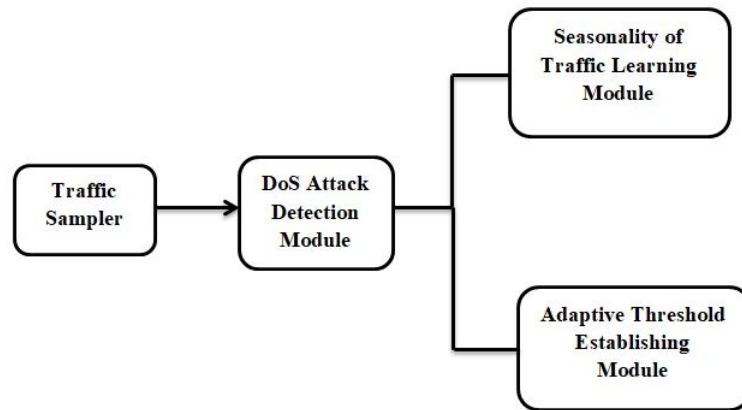 Seasonality of
Traffic Learning
Module
Traffic
Sampler
DoS Attack
Detection
Module
Adaptive Threshold
Establishing
Module